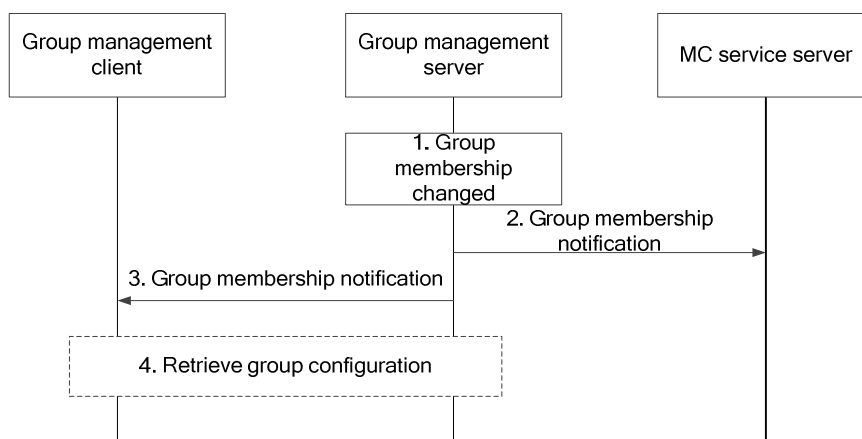 Group management
client
Group management
server
MC service server
1. Group
membership
changed
2. Group membership
notification
3. Group membership notification
4. Retrieve group configuration